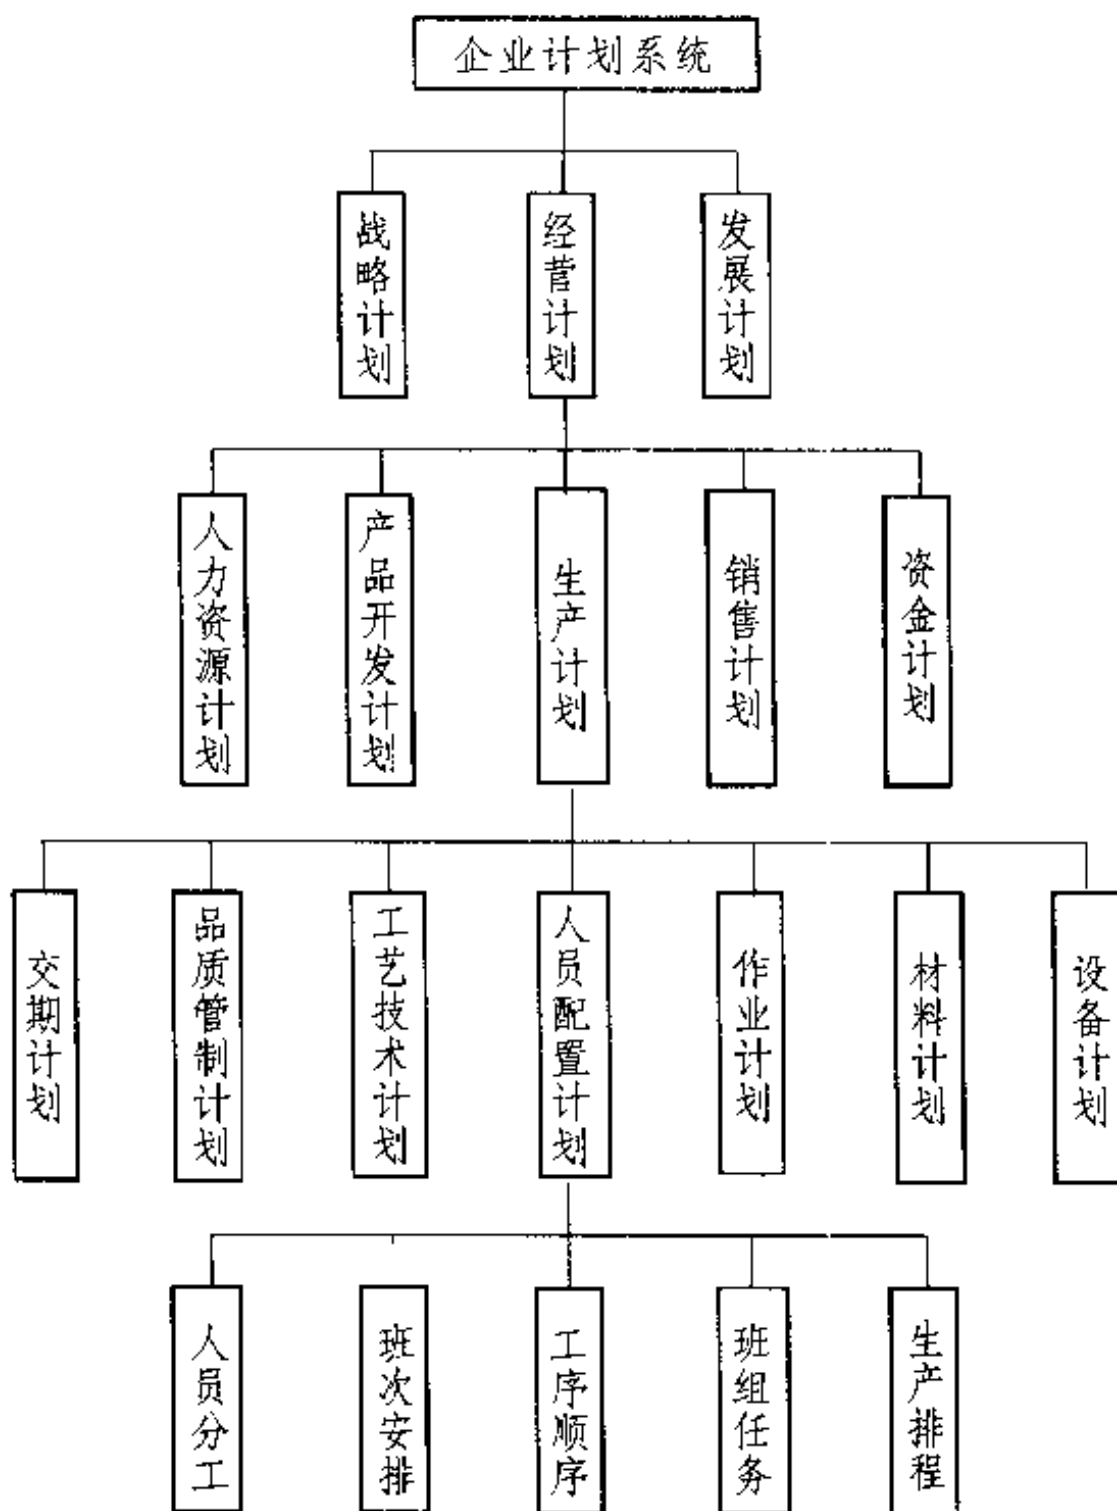 企业计划系统
战略计划
经营计划
发展计划
人力资源计划
产品开发计划
生产计划
销售计划
资金计划
交期计划
品质管制计划
工艺技术计划
人员配置计划
作业计划
材料计划
设备计划
人员分工
班次安排
工序顺序
班组任务
生产排程